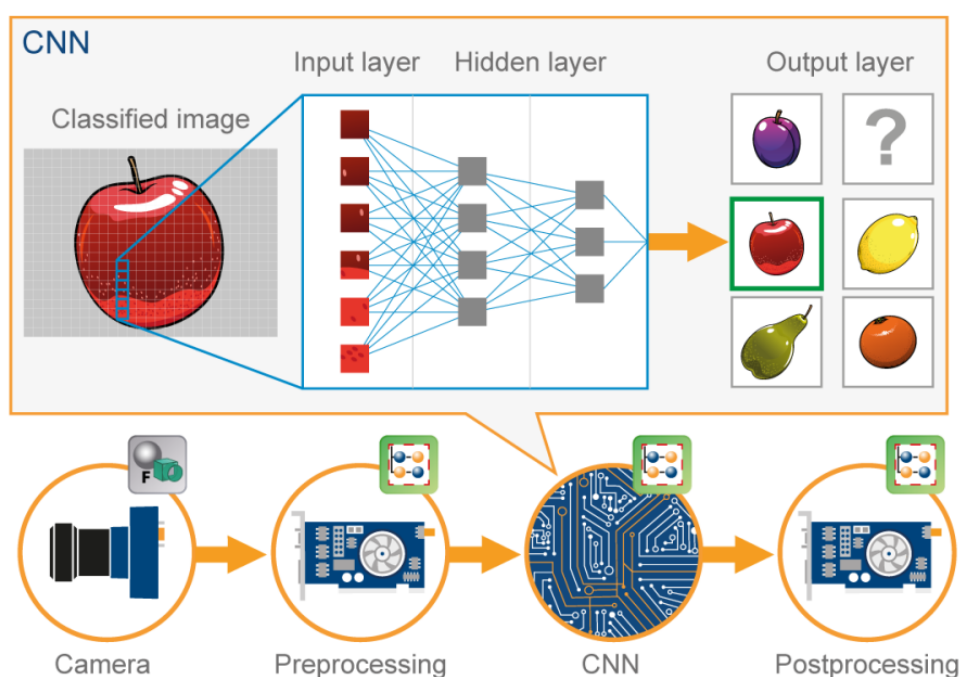 CNN
Input layer
Hidden layer
Output layer
Classified image
?
F
Camera
Preprocessing
CNN
Postprocessing